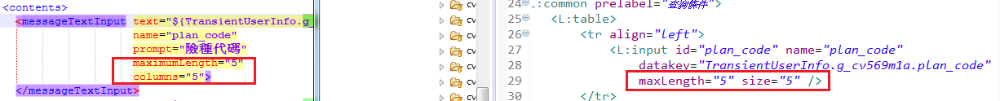 <contents>
<messageTextInput text="${TransientUserInfo.g_
name="plan_code"
prompt="險種代碼"
maximumLength="5"
columns="5">
</messageTextInput>
cv
cv
cv
cv
cv
cv
24 L:common prelabel="查詢條件">
25 <L:table>
26 <tr align="left">
27 <L:input id="plan_code" name="plan_code"
28 datakey="TransientUserInfo.g_cv569m1a.plan_code"
29 maxLength="5" size="5" />
30 </tr>